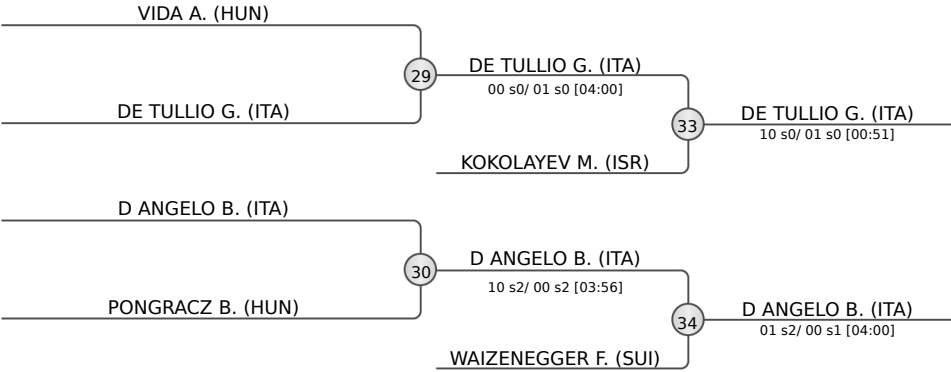 VIDA A. (HUN)
29
DE TULLIO G. (ITA)
00 s0/ 01 s0 [04:00]
DE TULLIO G. (ITA)
33
DE TULLIO G. (ITA)
10 s0/ 01 s0 [00:51]
KOKOLAYEV M. (ISR)
D ANGELO B. (ITA)
30
D ANGELO B. (ITA)
10 s2/ 00 s2 [03:56]
PONGRACZ B. (HUN)
34
D ANGELO B. (ITA)
01 s2/ 00 s1 [04:00]
WAIZENEGGER F. (SUI)